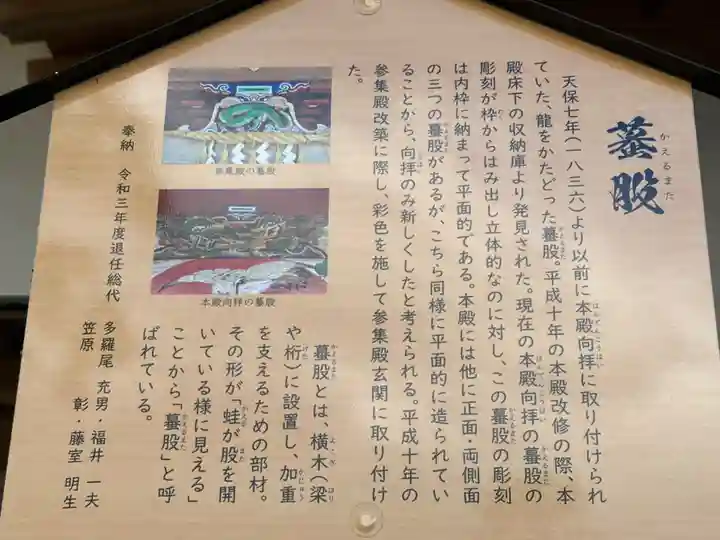 蟇股
かえるまた
天保七年(一八三六)より以前に本殿向拝に取り付けられ
ていた、龍をかたどった蟇股。平成十年の本殿改修の際、本
殿床下の収納庫より発見された。現在の本殿向拝の蟇股の
彫刻が枠からはみ出し立体的なのに対し、この蟇股の彫刻
は内枠に納まって平面的である。本殿には他に正面・両側面
の三つの蟇股があるが、こちら同様に平面的に造られてい
ることから、向拝のみ新しくしたと考えられる。平成十年の
参集殿改築に際し、彩色を施して参集殿玄関に取り付け
た。
参集殿の蟇股
本殿向拝の蟇股
蟇股とは、横木(梁
や桁)に設置し、加重
を支えるための部材。
その形が「蛙が股を開
いている様に見える」
ことから「蟇股」と呼
ばれている。
奉納 令和三年度退任総代
多羅尾 充男・福井 一夫
笠原 彰・藤室 明生